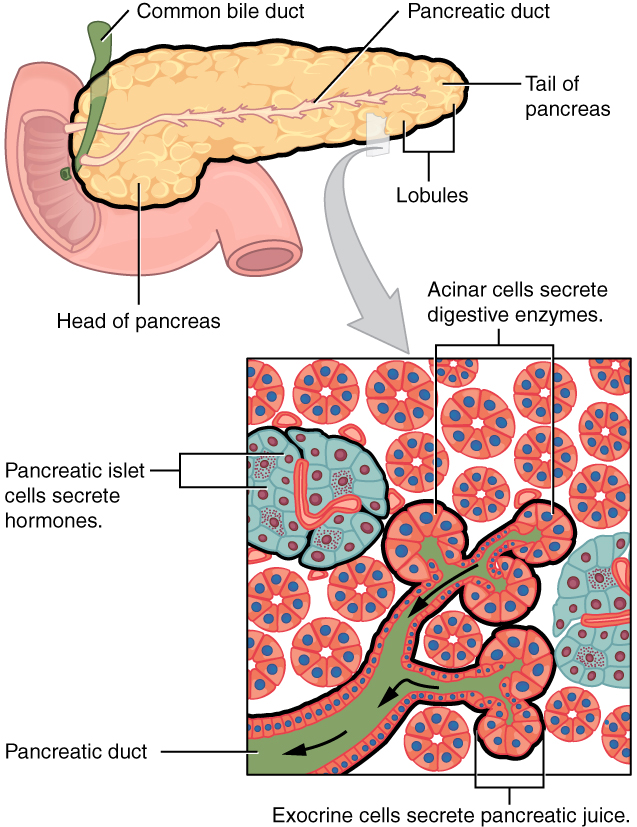 Common bile duct
Pancreatic duct
Tail of
pancreas
Lobules
Head of pancreas
Acinar cells secrete
digestive enzymes.
Pancreatic islet
cells secrete
hormones.
Pancreatic duct
Exocrine cells secrete pancreatic juice.